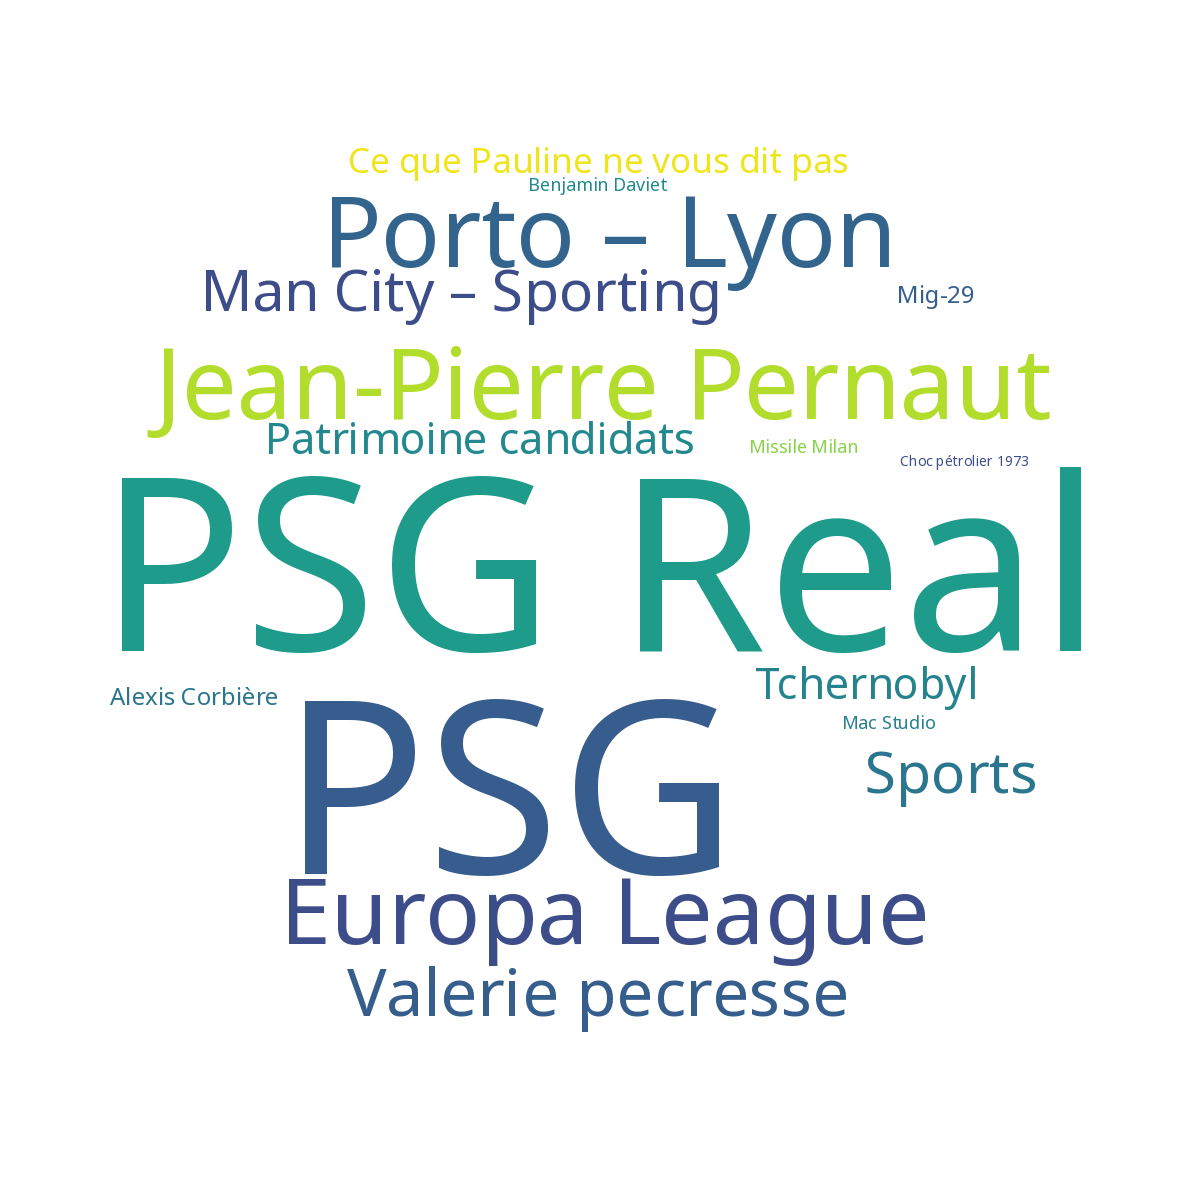 Ce que Pauline ne vous dit pas
Benjamin Daviet
Porto – Lyon
Man City – Sporting
Mig-29
Jean-Pierre Pernaut
Patrimoine candidats
Missile Milan
Choc pétrolier 1973
PSG Real
Tchernobyl
Alexis Corbière
Mac Studio
PSG
Sports
Europa League
Valerie pecresse